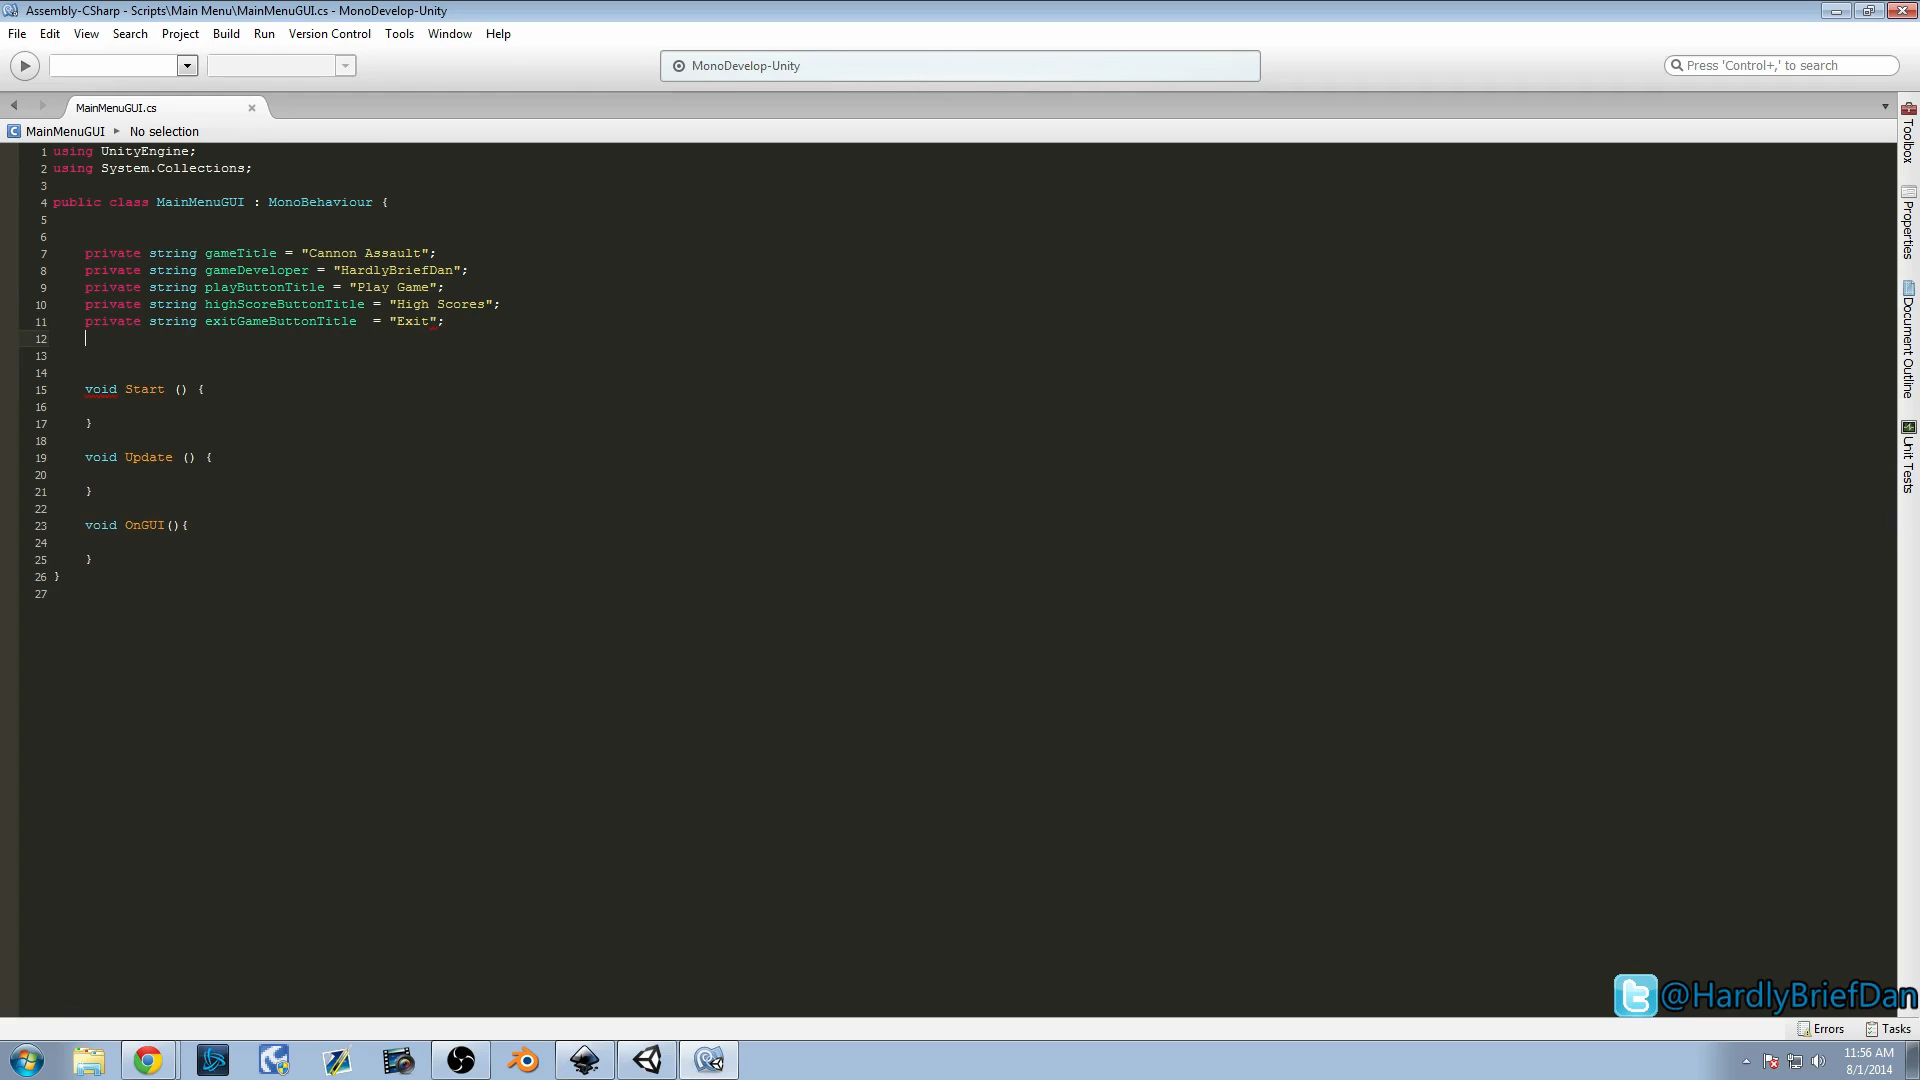 Assembly-CSharp - Scripts\Main Menu\MainMenuGUI.cs - MonoDevelop-Unity
File Edit View Search Project Build Run Version Control Tools Window Help
MonoDevelop-Unity
Press 'Control+,' to search
MainMenuGUI.cs
MainMenuGUI No selection
1 using UnityEngine;
2 using System.Collections;
3
4 public class MainMenuGUI : MonoBehaviour {
5
6
7 private string gameTitle = "Cannon Assault";
8 private string gameDeveloper = "HardlyBriefDan";
9 private string playButtonTitle = "Play Game";
10 private string highScoreButtonTitle = "High Scores";
11 private string exitGameButtonTitle  = "Exit";
12
13
14
15 void Start () {
16
17 }
18
19 void Update () {
20
21 }
22
23 void OnGUI(){
24
25 }
26 }
27
Toolbox
Properties
Document Outline
Unit Tests
@HardlyBriefDan
Errors Tasks
11:56 AM
8/1/2014